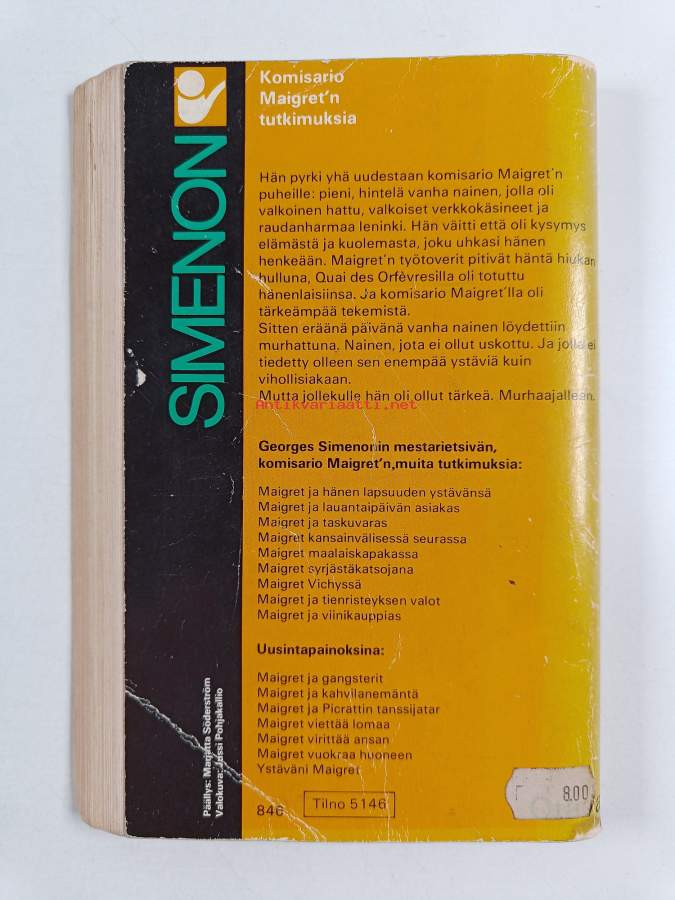 SIMENON
Komisario
Maigret'n
tutkimuksia
Hän pyrki yhä uudestaan komisario Maigret'n
puheille: pieni, hintelä vanha nainen, jolla oli
valkoinen hattu, valkoiset verkkokäsineet ja
raudanharmaa leninki. Hän väitti että oli kysymys
elämästä ja kuolemasta, joku uhkasi hänen
henkeään. Maigret'n työtoverit pitivät häntä hiukan
hulluna, Quai des Orfèvresillä oli totuttu
hänenlaisiinsa. Ja komisario Maigret'lla oli
tärkeämpää tekemistä.
Sitten eräänä päivänä vanha nainen löydettiin
murhattuna. Nainen, jota ei ollut uskottu. Ja jolla ei
tiedetty olleen sen enempää ystäviä kuin
vihollisiakaan.
Mutta jollekulle hän oli ollut tärkeä. Murhaajalleen.
Antikvariaatti.net
Georges Simenonin mestarietsivän,
komisario Maigret'n,muita tutkimuksia:
Maigret ja hänen lapsuuden ystävänsä
Maigret ja lauantaipäivän asiakas
Maigret ja taskuvaras
Maigret kansainvälisessä seurassa
Maigret maalaiskapakassa
Maigret syrjästäkatsojana
Maigret Vichyssä
Maigret ja tienristeyksen valot
Maigret ja viinikauppias
Uusintapainoksina:
Maigret ja gangsterit
Maigret ja kahvilanemäntä
Maigret ja Picrattin tanssijatar
Maigret viettää lomaa
Maigret virittää ansan
Maigret vuokraa huoneen
Ystäväni Maigret
846
Tilno 5146
8.00
Päällys: Marjatta Söderström
Valokuva: Jussi Pohjakallio